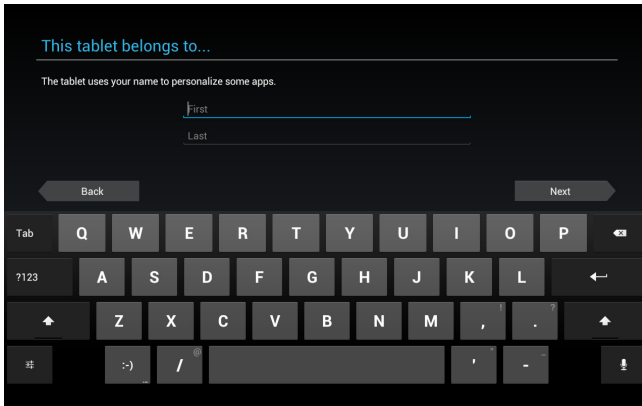 This tablet belongs to...
The tablet uses your name to personalize some apps.
First
Last
Back
Next
Tab Q W E R T Y U I O P
?123 A S D F G H J K L
Z X C V B N M , ! . ?
:-) ... / @ ' " - _